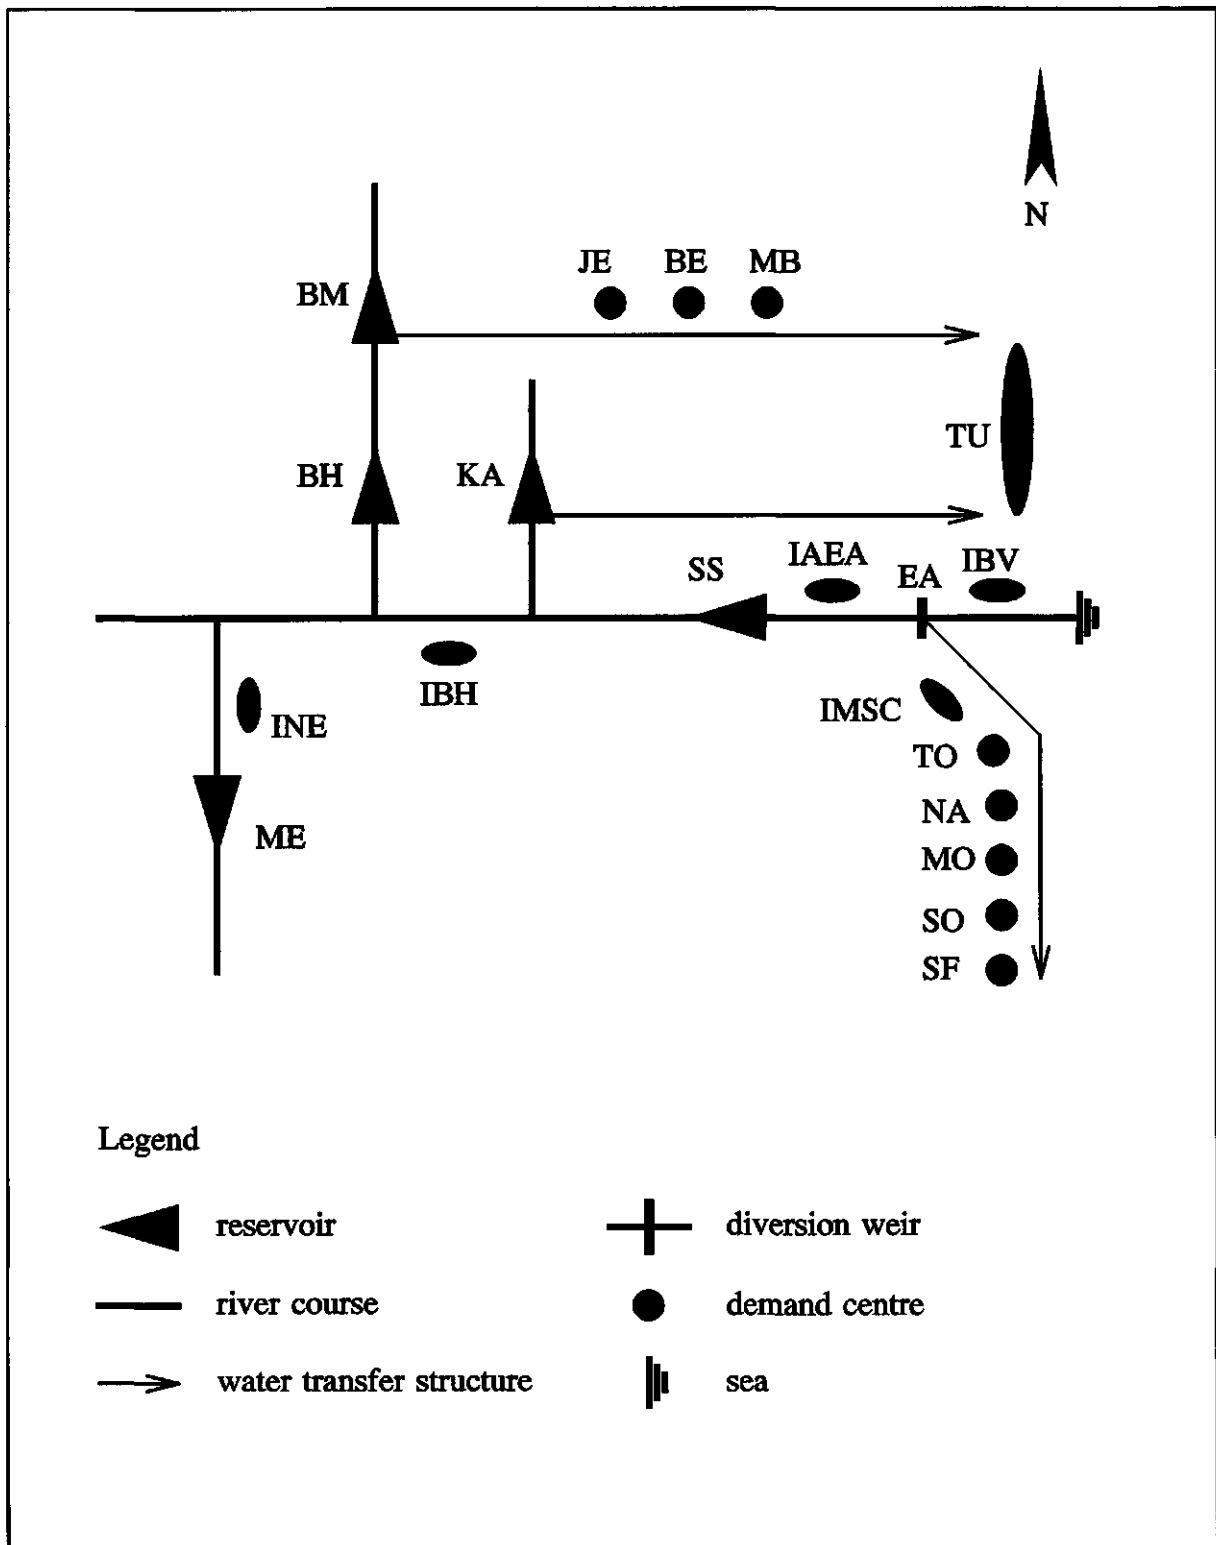 N
JE BE MB
BM
TU
BH KA
IAEA IBV
SS EA
IBH
INE
IMSC
TO
NA
ME
MO
SO
SF
Legend
reservoir diversion weir
river course demand centre
water transfer structure sea